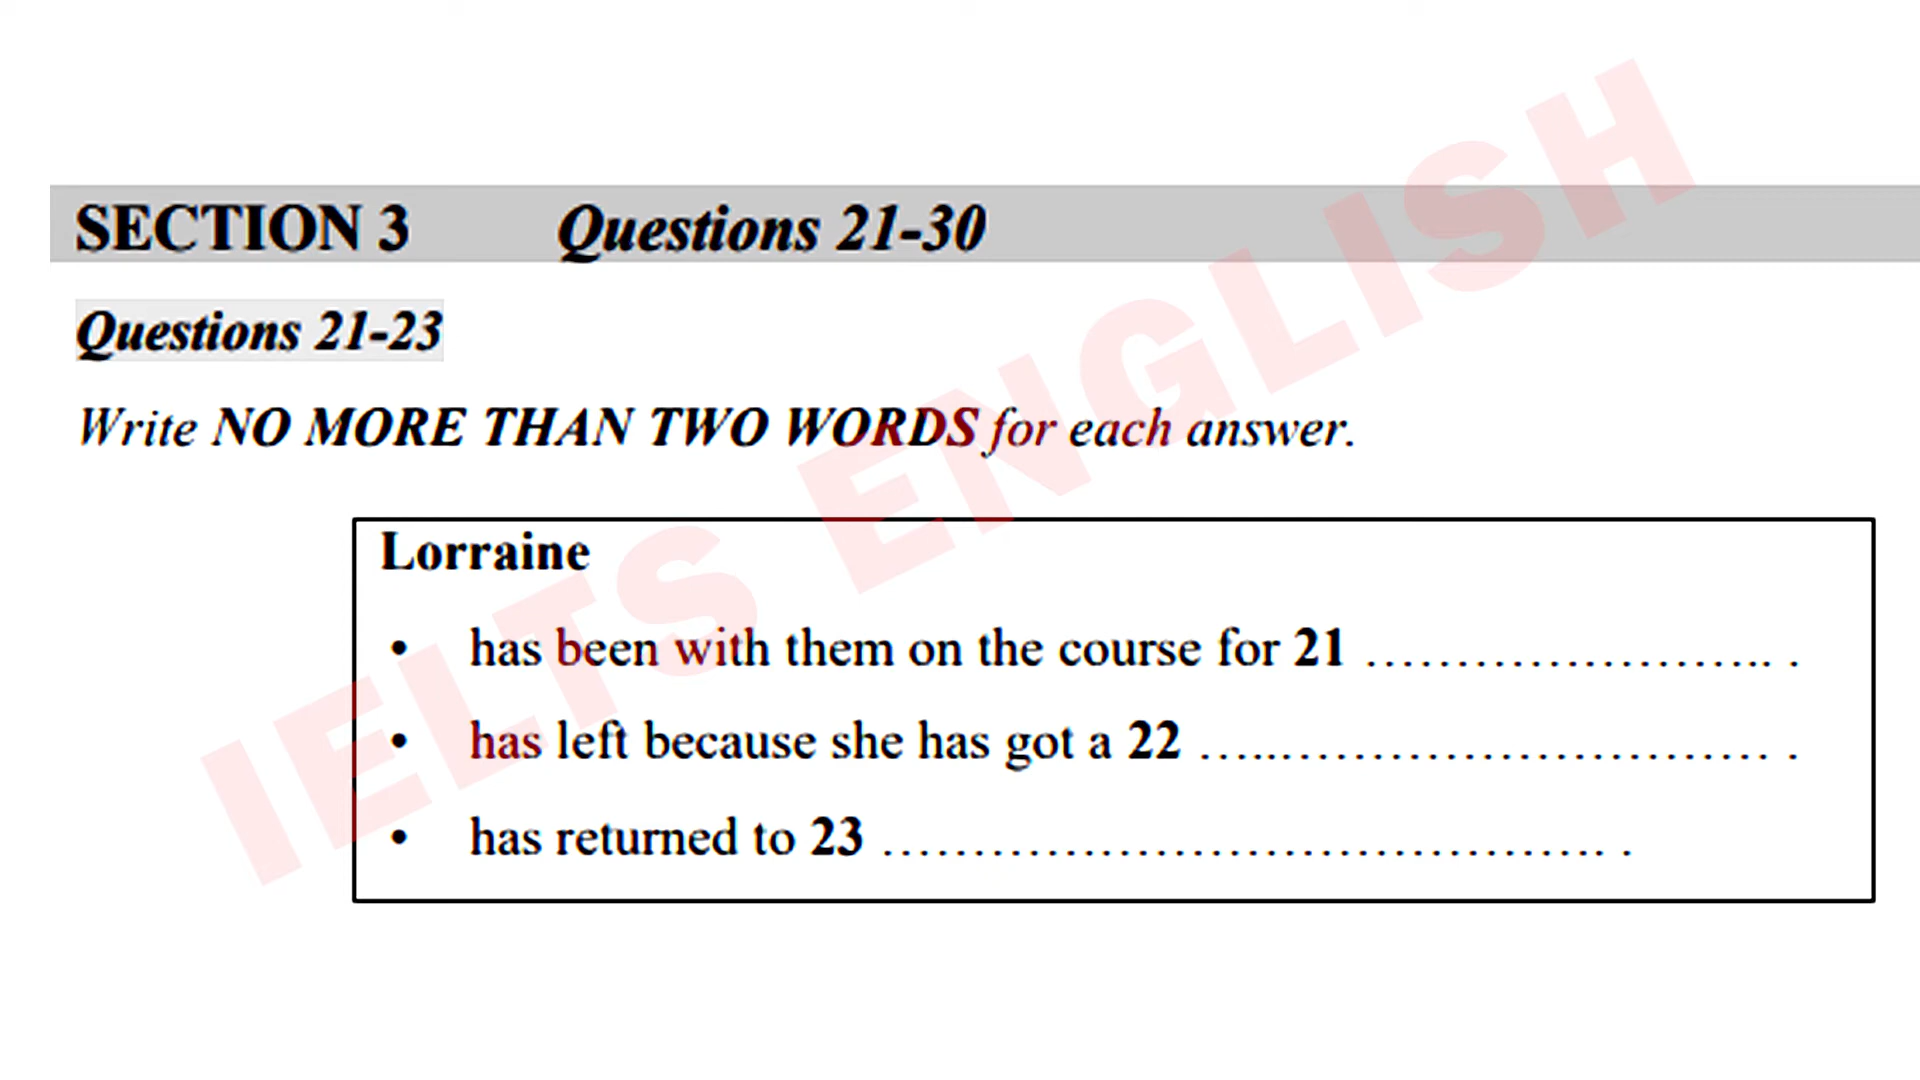 SECTION 3 Questions 21-30
Questions 21-23
Write NO MORE THAN TWO WORDS for each answer.
Lorraine
• has been with them on the course for 21 ........................ .
• has left because she has got a 22 .................................. .
• has returned to 23 .......................................... .
IELTS ENGLISH